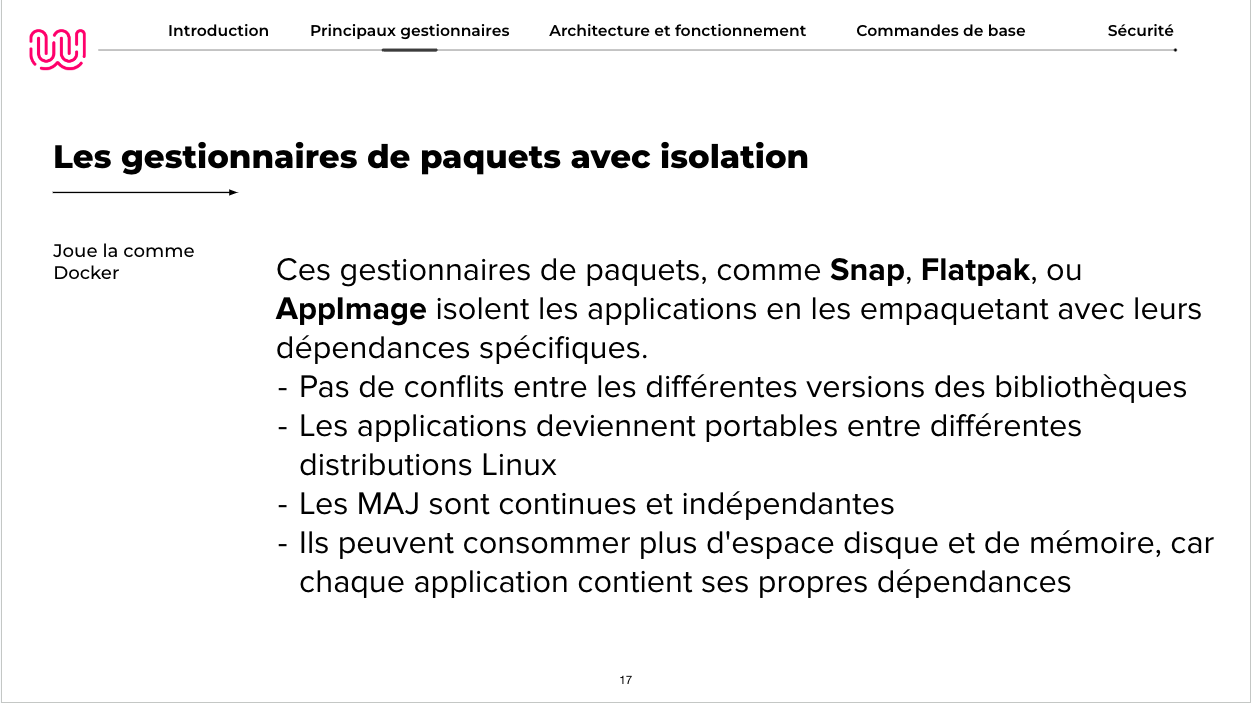 Introduction
Principaux gestionnaires
Architecture et fonctionnement
Commandes de base
Sécurité
Les gestionnaires de paquets avec isolation
Joue la comme
Docker
Ces gestionnaires de paquets, comme Snap, Flatpak, ou
AppImage isolent les applications en les empaquetant avec leurs
dépendances spécifiques.
- Pas de conflits entre les différentes versions des bibliothèques
- Les applications deviennent portables entre différentes
distributions Linux
- Les MAJ sont continues et indépendantes
- Ils peuvent consommer plus d'espace disque et de mémoire, car
chaque application contient ses propres dépendances
17